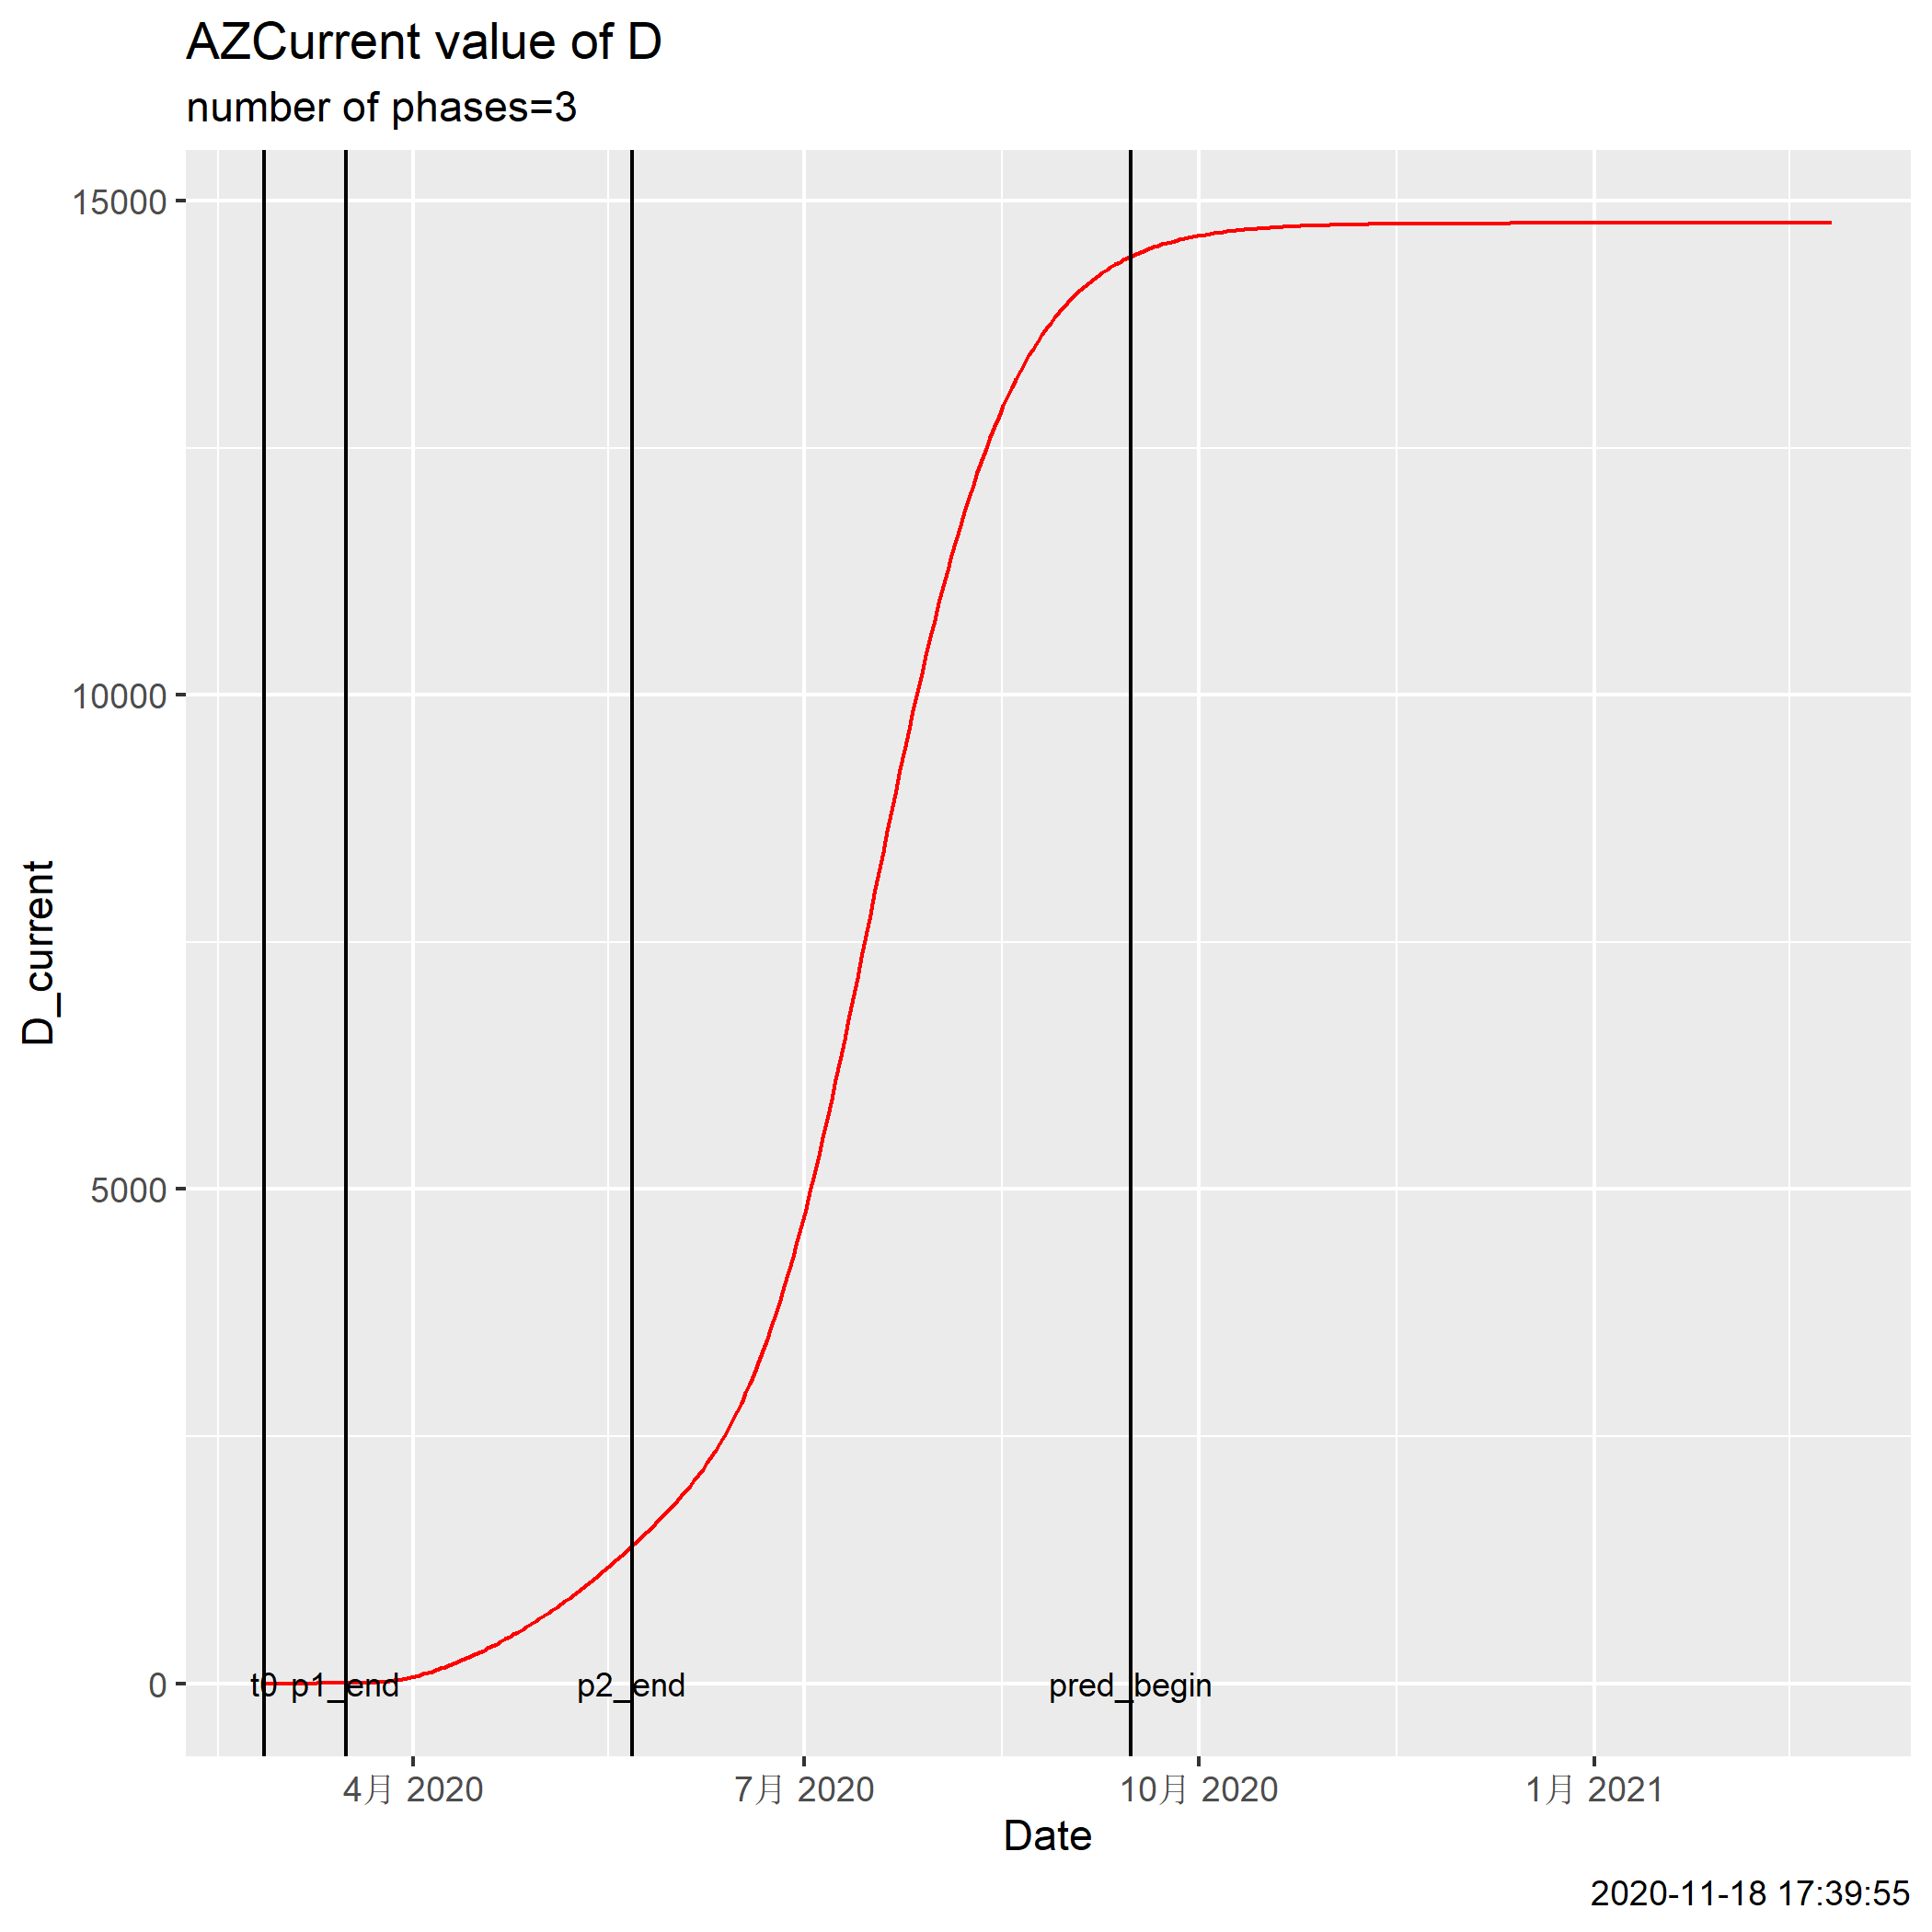 AZCurrent value of D
number of phases=3
15000
10000
5000
0
D_current
t0 p1_end p2_end pred_begin
4月 2020 7月 2020 10月 2020 1月 2021
Date
2020-11-18 17:39:55